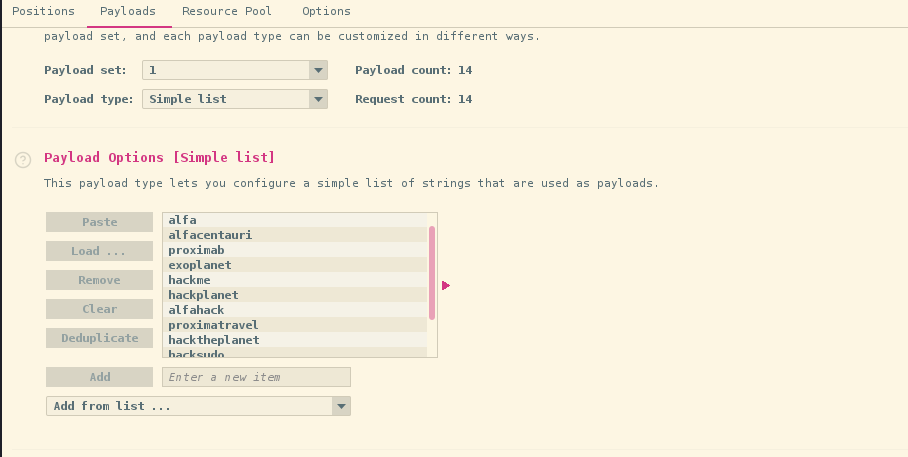 Positions Payloads Resource Pool Options
payload set, and each payload type can be customized in different ways.
Payload set: 1 Payload count: 14
Payload type: Simple list Request count: 14
? Payload Options [Simple list]
This payload type lets you configure a simple list of strings that are used as payloads.
Paste
Load ...
Remove
Clear
Deduplicate
alfa
alfacentauri
proximab
exoplanet
hackme
hackplanet
alfahack
proximatravel
hacktheplanet
hacksudo
Add Enter a new item
Add from list ...